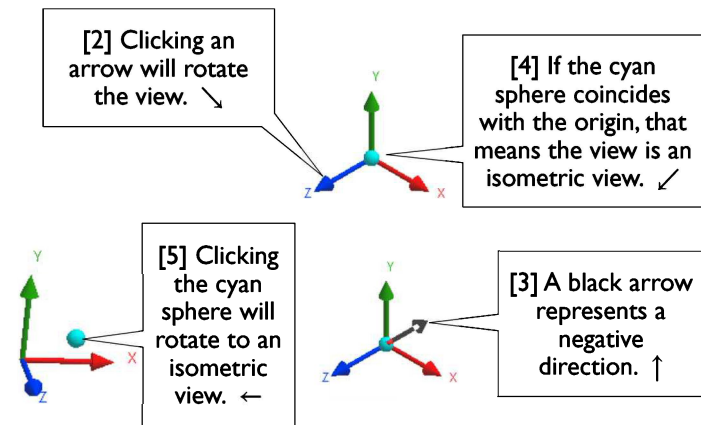 [2] Clicking an
arrow will rotate
the view. ↘
Y
Z
X
[4] If the cyan
sphere coincides
with the origin, that
means the view is an
isometric view. ↙
Y
X
Z
[5] Clicking
the cyan
sphere will
rotate to an
isometric
view. ←
Y
Z
X
[3] A black arrow
represents a
negative
direction. ↑